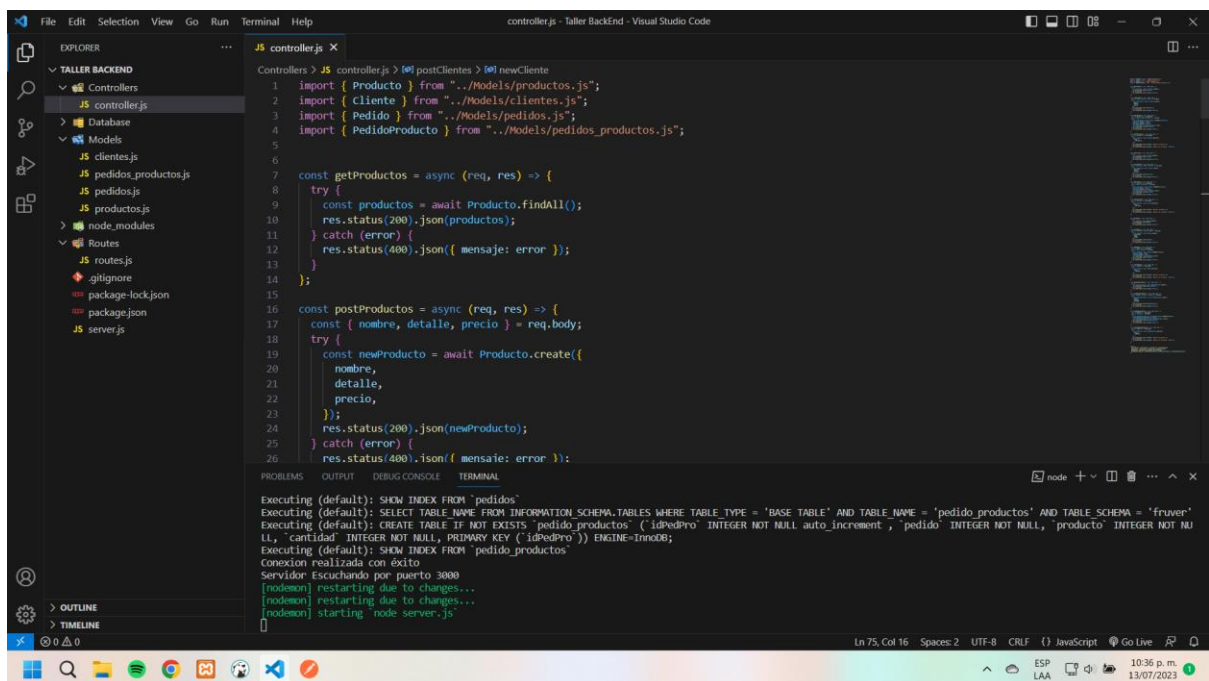 File Edit Selection View Go Run Terminal Help
controller.js - Taller BackEnd - Visual Studio Code
EXPLORER
TALLER BACKEND
Controllers
JS controller.js
Database
Models
JS clientes.js
JS pedidos_productos.js
JS pedidos.js
JS productos.js
node_modules
Routes
JS routes.js
.gitignore
package-lock.json
package.json
JS server.js
OUTLINE
TIMELINE
JS controller.js
Controllers > JS controller.js > postClientes > newCliente
1 import { Producto } from "../Models/productos.js";
2 import { Cliente } from "../Models/clientes.js";
3 import { Pedido } from "../Models/pedidos.js";
4 import { PedidoProducto } from "../Models/pedidos_productos.js";
5
6
7 const getProductos = async (req, res) => {
8 try {
9 const productos = await Producto.findAll();
10 res.status(200).json(productos);
11 } catch (error) {
12 res.status(400).json({ mensaje: error });
13 }
14 };
15
16 const postProductos = async (req, res) => {
17 const { nombre, detalle, precio } = req.body;
18 try {
19 const newProducto = await Producto.create({
20 nombre,
21 detalle,
22 precio,
23 });
24 res.status(200).json(newProducto);
25 } catch (error) {
26 res.status(400).json({ mensaje: error });
PROBLEMS OUTPUT DEBUG CONSOLE TERMINAL
node
Executing (default): SHOW INDEX FROM `pedidos`
Executing (default): SELECT TABLE_NAME FROM INFORMATION_SCHEMA.TABLES WHERE TABLE_TYPE = 'BASE TABLE' AND TABLE_NAME = 'pedido_productos' AND TABLE_SCHEMA = 'fruver'
Executing (default): CREATE TABLE IF NOT EXISTS `pedido_productos` (`idPedPro` INTEGER NOT NULL auto_increment , `pedido` INTEGER NOT NULL, `producto` INTEGER NOT NU
LL, `cantidad` INTEGER NOT NULL, PRIMARY KEY (`idPedPro`)) ENGINE=InnoDB;
Executing (default): SHOW INDEX FROM `pedido_productos`
Conexion realizada con éxito
Servidor Escuchando por puerto 3000
[nodemon] restarting due to changes...
[nodemon] restarting due to changes...
[nodemon] starting `node server.js`
0 0
Ln 75, Col 16 Spaces: 2 UTF-8 CRLF {} JavaScript Go Live
ESP
LAA
10:36 p. m.
13/07/2023
1